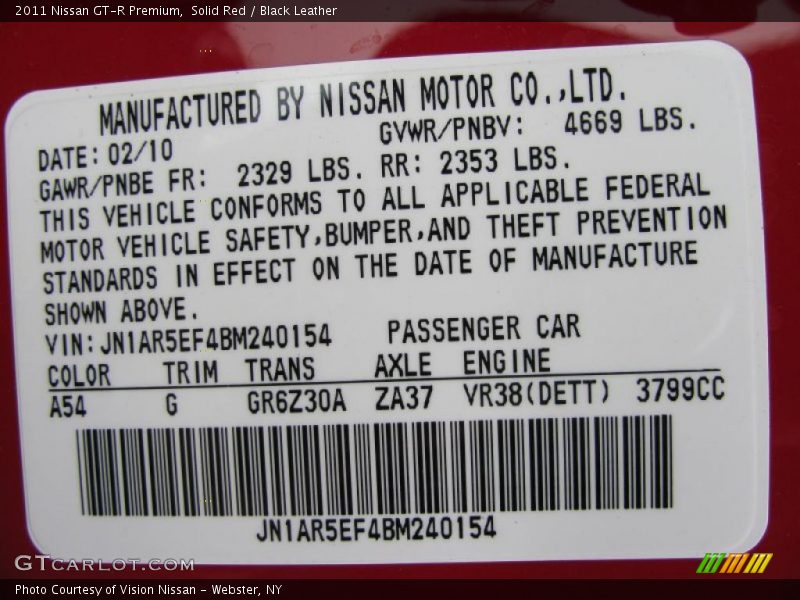 2011 Nissan GT-R Premium,  Solid Red / Black Leather
MANUFACTURED BY NISSAN MOTOR CO.,LTD.
DATE: 02/10 GVWR/PNBV: 4669 LBS.
GAWR/PNBE FR: 2329 LBS. RR: 2353 LBS.
THIS VEHICLE CONFORMS TO ALL APPLICABLE FEDERAL
MOTOR VEHICLE SAFETY,BUMPER,AND THEFT PREVENTION
STANDARDS IN EFFECT ON THE DATE OF MANUFACTURE
SHOWN ABOVE.
VIN: JN1AR5EF4BM240154 PASSENGER CAR
COLOR TRIM TRANS AXLE ENGINE
A54 G GR6Z30A ZA37 VR38(DETT) 3799CC
JN1AR5EF4BM240154
GTCARLOT.COM
Photo Courtesy of Vision Nissan - Webster, NY